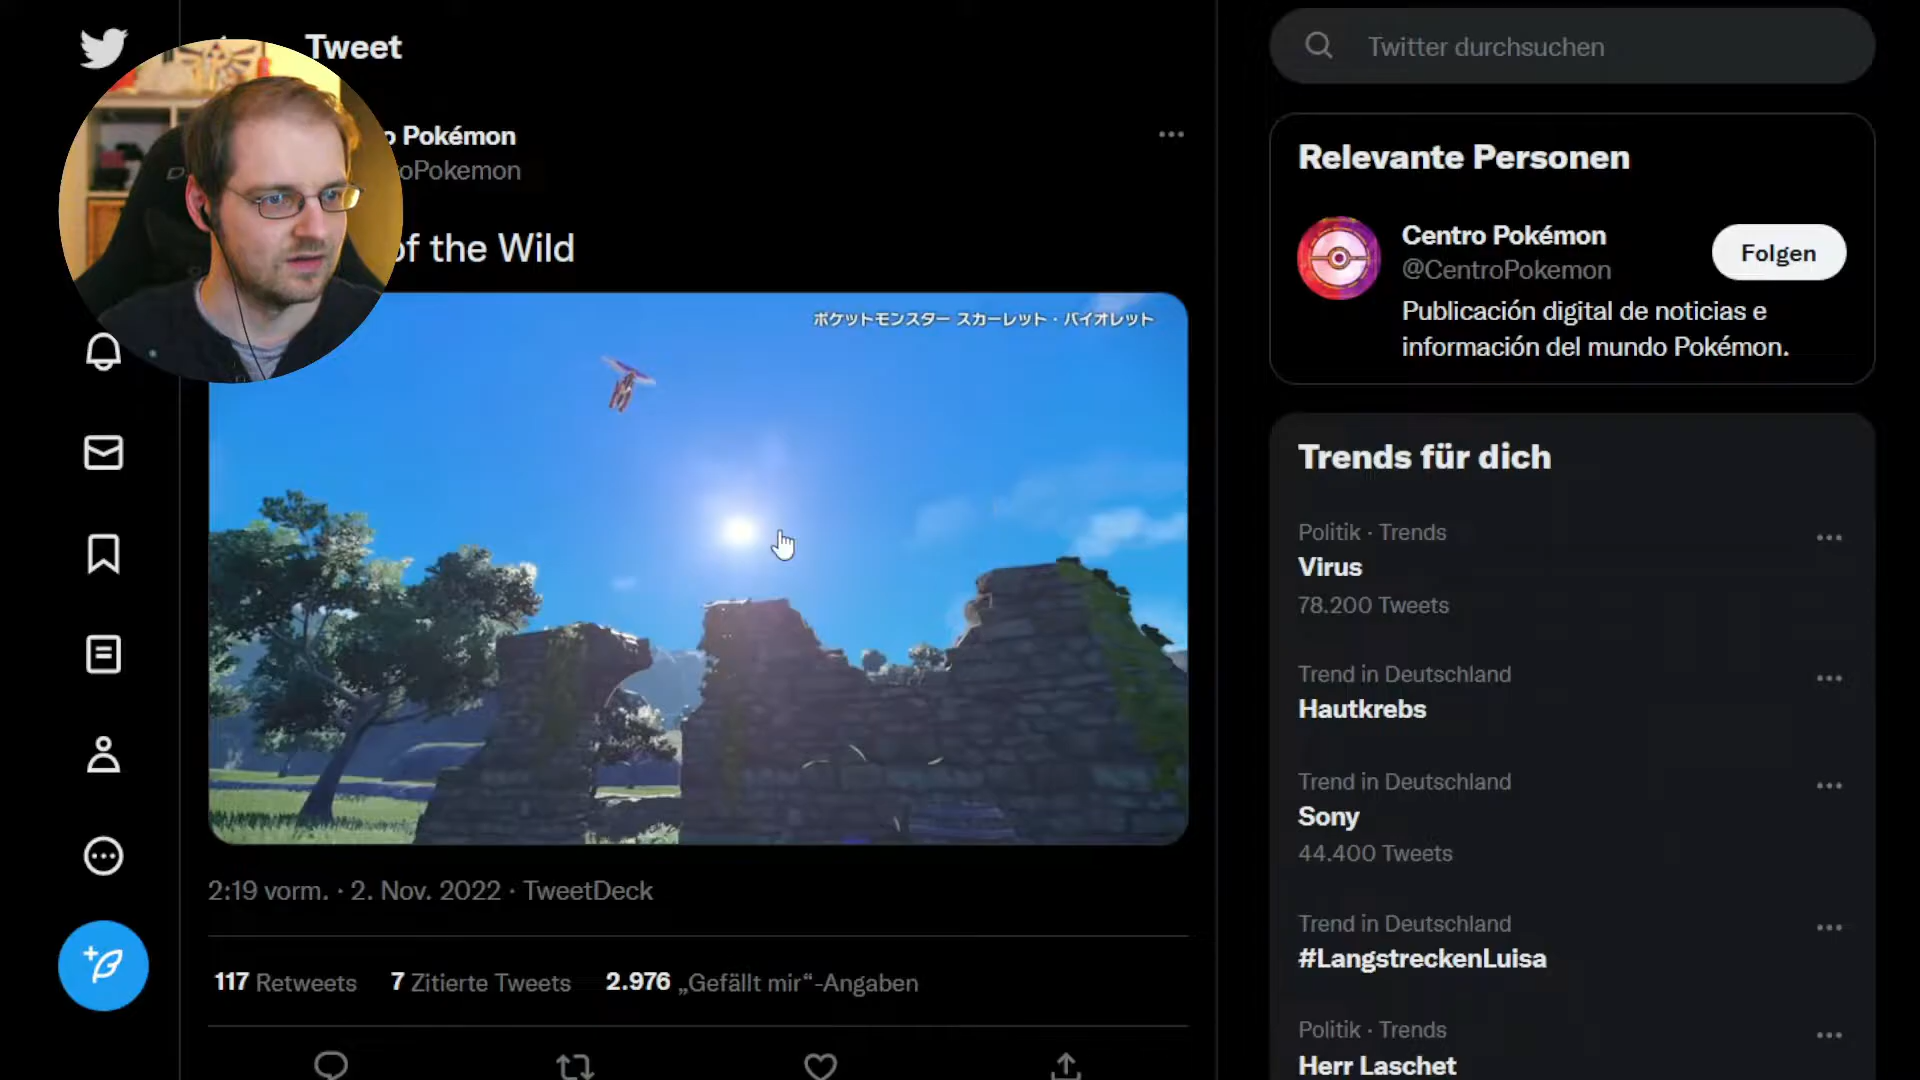 Tweet
Twitter durchsuchen
o Pokémon
oPokemon
of the Wild
ポケットモンスター スカーレット・バイオレット
2:19 vorm. · 2. Nov. 2022 · TweetDeck
117 Retweets 7 Zitierte Tweets 2.976 „Gefällt mir“-Angaben
Relevante Personen
Centro Pokémon
@CentroPokemon
Folgen
Publicación digital de noticias e
información del mundo Pokémon.
Trends für dich
Politik · Trends
Virus
78.200 Tweets
Trend in Deutschland
Hautkrebs
Trend in Deutschland
Sony
44.400 Tweets
Trend in Deutschland
#LangstreckenLuisa
Politik · Trends
Herr Laschet